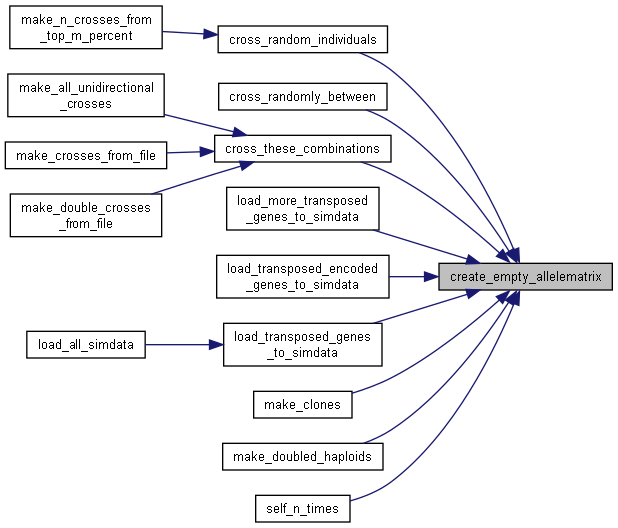 make_n_crosses_from
_top_m_percent
cross_random_individuals
make_all_unidirectional
_crosses
cross_randomly_between
make_crosses_from_file
cross_these_combinations
make_double_crosses
_from_file
load_more_transposed
_genes_to_simdata
load_transposed_encoded
_genes_to_simdata
create_empty_allelematrix
load_all_simdata
load_transposed_genes
_to_simdata
make_clones
make_doubled_haploids
self_n_times